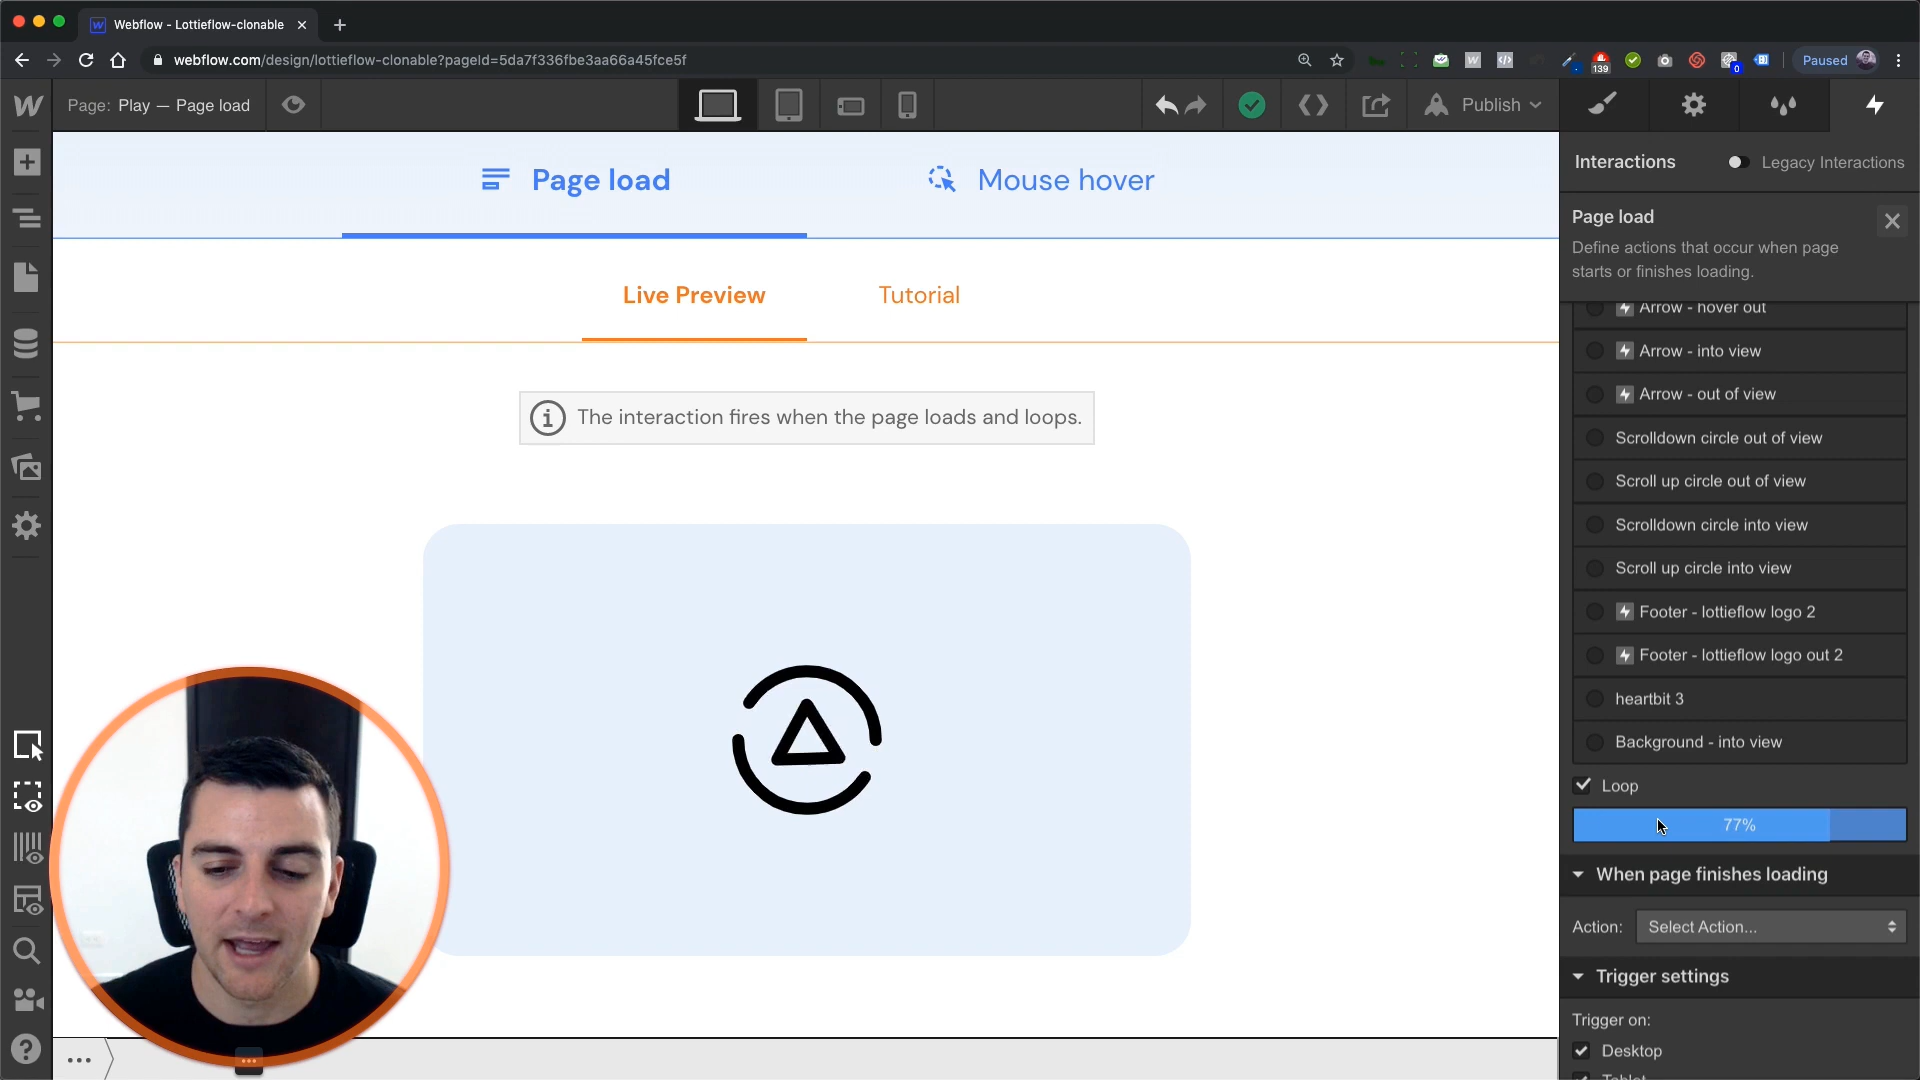 Webflow - Lottieflow-clonable
webflow.com/design/lottieflow-clonable?pageId=5da7f336fbe3aa66a45fce5f
139
0
Paused
Page: Play — Page load
Publish
Page load
Mouse hover
Live Preview
Tutorial
The interaction fires when the page loads and loops.
Interactions
Legacy Interactions
Page load
Define actions that occur when page
starts or finishes loading.
Arrow - hover out
Arrow - into view
Arrow - out of view
Scrolldown circle out of view
Scroll up circle out of view
Scrolldown circle into view
Scroll up circle into view
Footer - lottieflow logo 2
Footer - lottieflow logo out 2
heartbit 3
Background - into view
Loop
77%
When page finishes loading
Action: Select Action...
Trigger settings
Trigger on:
Desktop
Tablet